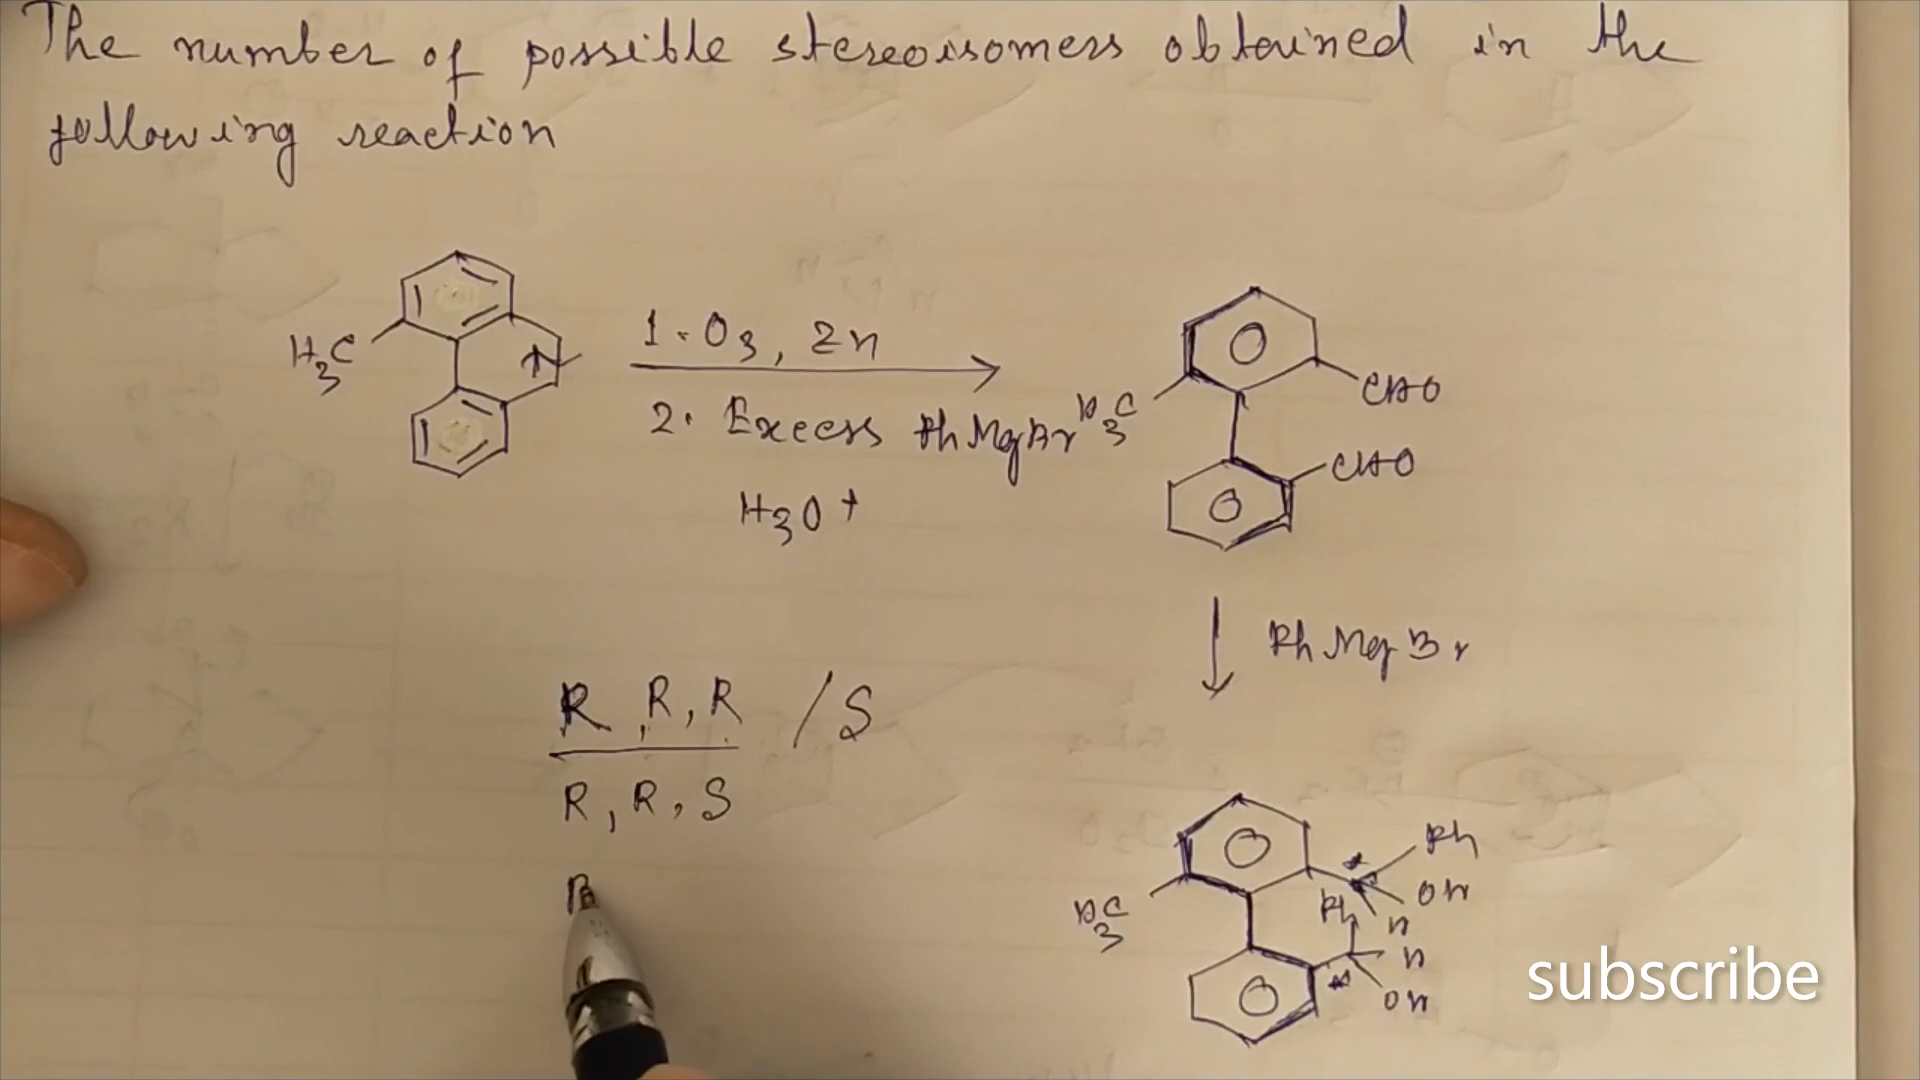 The number of possible stereoisomers obtained in the
following reaction
H3C
1. O3, Zn
2. Excess PhMgBr
H3O+
H3C
CHO
CHO
PhMgBr
R, R, R / S
R, R, S
R
H3C
* Ph
OH
H
Ph
H
* OH
subscribe